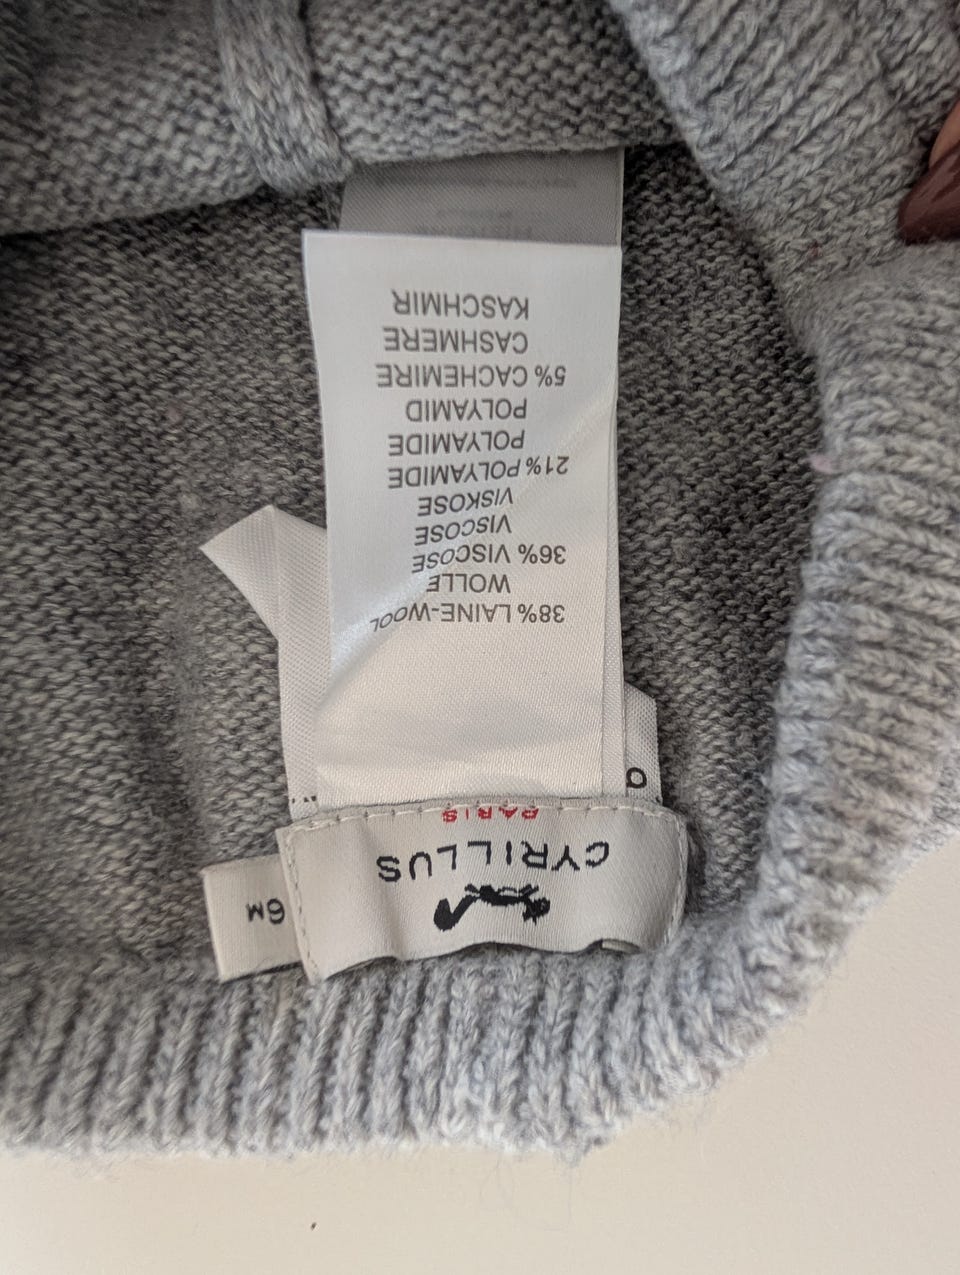 CYRILLUS
PARIS
6M
38% LAINE-WOOL
WOLLE
36% VISCOSE
VISCOSE
VISKOSE
21% POLYAMIDE
POLYAMIDE
POLYAMID
5% CACHEMIRE
CASHMERE
KASCHMIR